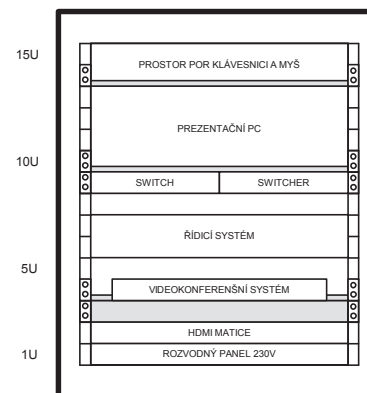 15U
PROSTOR POR KLÁVESNICI A MYŠ
PREZENTAČNÍ PC
10U
SWITCH SWITCHER
ŘÍDICÍ SYSTÉM
5U
VIDEOKONFERENŠNÍ SYSTÉM
HDMI MATICE
1U ROZVODNÝ PANEL 230V